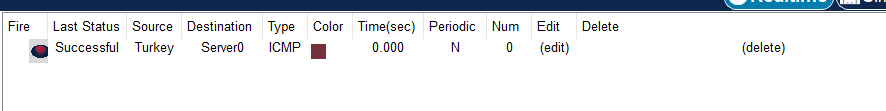 Realtime
Fire Last Status Source Destination Type Color Time(sec) Periodic Num Edit Delete
Successful Turkey Server0 ICMP 0.000 N 0 (edit) (delete)